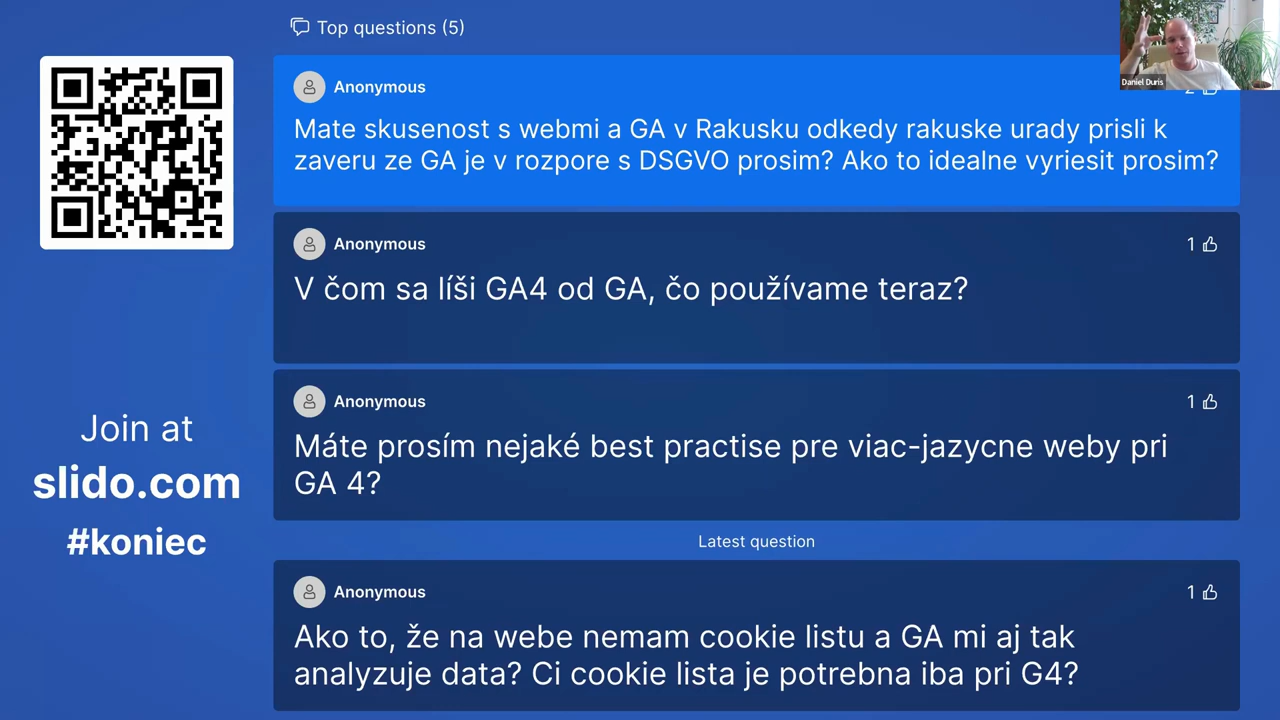 Top questions (5)
Daniel Duris
Anonymous
2
Mate skusenost s webmi a GA v Rakusku odkedy rakuske urady prisli k
zaveru ze GA je v rozpore s DSGVO prosim? Ako to idealne vyriesit prosim?
Anonymous
1
V čom sa líši GA4 od GA, čo používame teraz?
Anonymous
1
Máte prosím nejaké best practise pre viac-jazycne weby pri
GA 4?
Join at
slido.com
#koniec
Latest question
Anonymous
1
Ako to, že na webe nemam cookie listu a GA mi aj tak
analyzuje data? Ci cookie lista je potrebna iba pri G4?